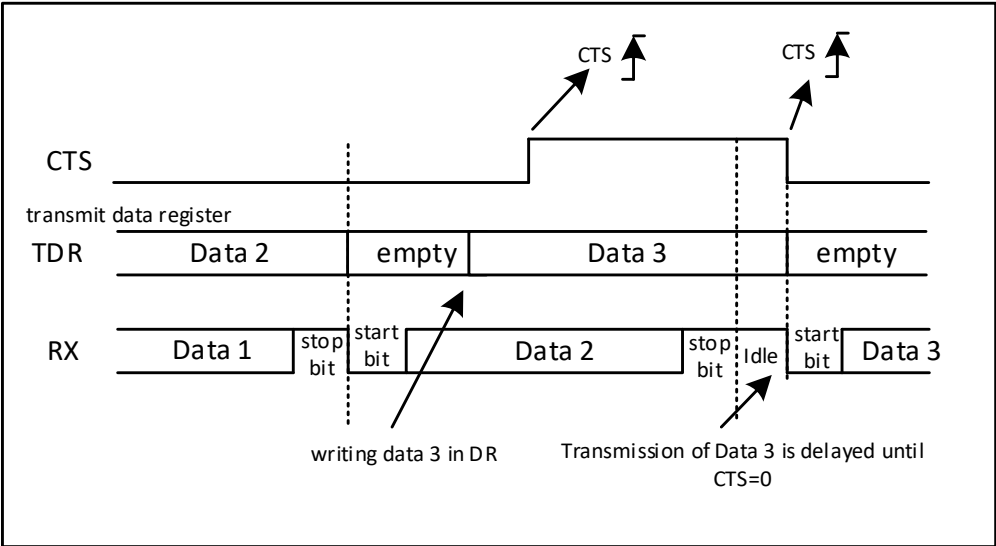 CTS
CTS
CTS
transmit data register
TDR
Data 2
empty
Data 3
empty
RX
Data 1
stop
bit
start
bit
Data 2
stop
bit
Idle
start
bit
Data 3
writing data 3 in DR
Transmission of Data 3 is delayed until
CTS=0